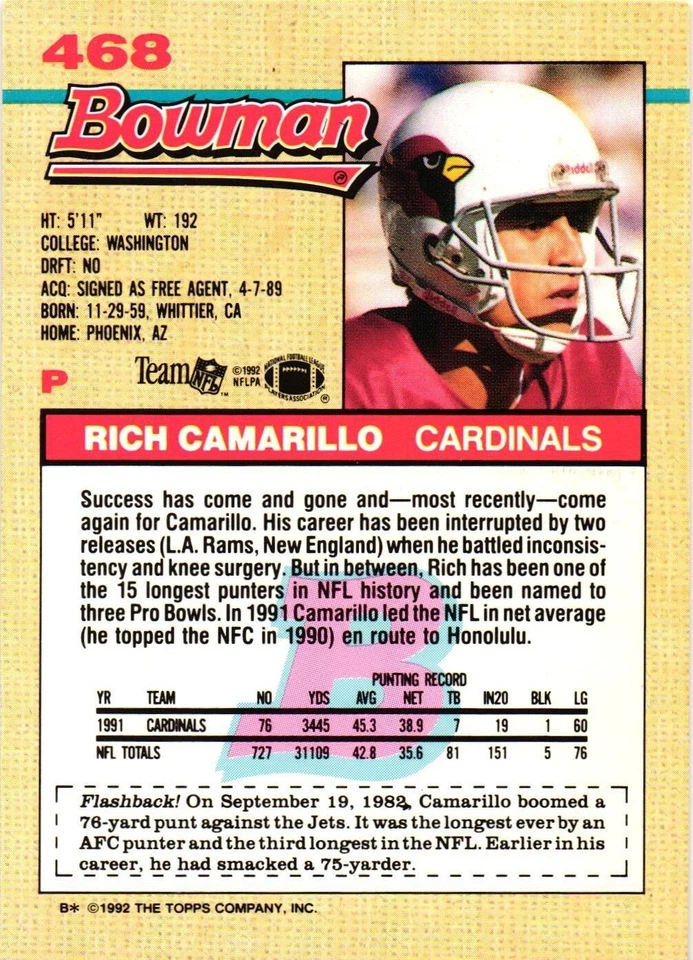 468
Bowman
®
Riddell
HT: 5'11" WT: 192
COLLEGE: WASHINGTON
DRFT: NO
ACQ: SIGNED AS FREE AGENT, 4-7-89
BORN: 11-29-59, WHITTIER, CA
HOME: PHOENIX, AZ
P
Team NFL™
©1992
NFLPA
NATIONAL FOOTBALL LEAGUE
PLAYERS ASSOCIATION
®
RICH CAMARILLO CARDINALS
Success has come and gone and—most recently—come
again for Camarillo. His career has been interrupted by two
releases (L.A. Rams, New England) when he battled inconsis-
tency and knee surgery. But in between, Rich has been one of
the 15 longest punters in NFL history and been named to
three Pro Bowls. In 1991 Camarillo led the NFL in net average
(he topped the NFC in 1990) en route to Honolulu.
B
PUNTING RECORD
YR TEAM NO YDS AVG NET TB IN20 BLK LG
1991 CARDINALS 76 3445 45.3 38.9 7 19 1 60
NFL TOTALS 727 31109 42.8 35.6 81 151 5 76
Flashback! On September 19, 1982, Camarillo boomed a
76-yard punt against the Jets. It was the longest ever by an
AFC punter and the third longest in the NFL. Earlier in his
career, he had smacked a 75-yarder.
B* ©1992 THE TOPPS COMPANY, INC.